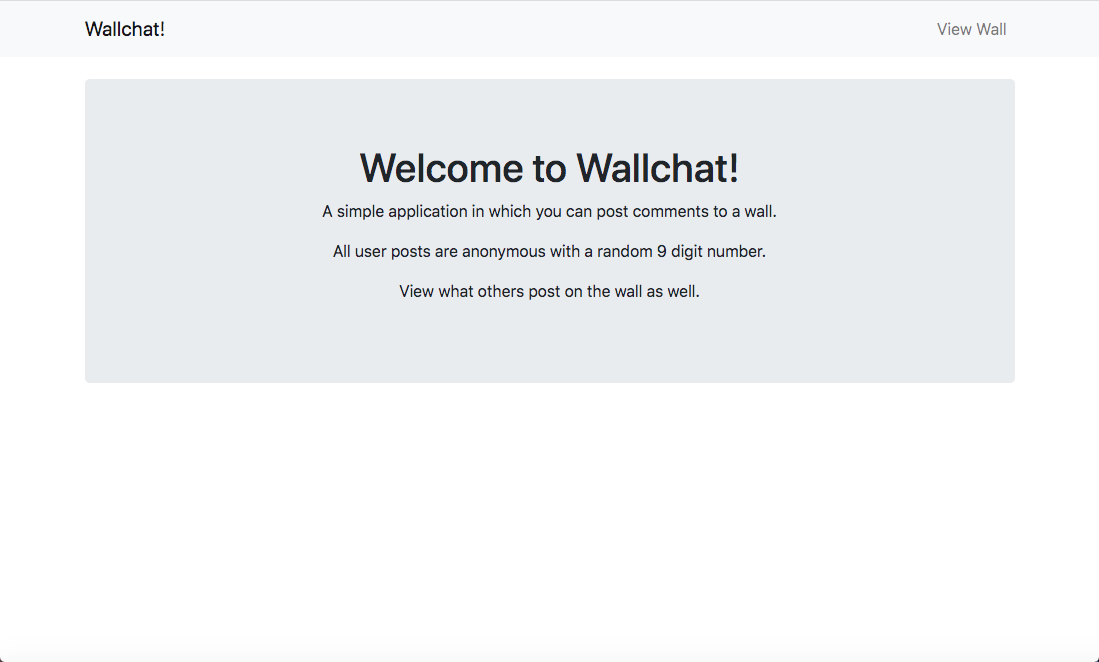 Wallchat!
View Wall
Welcome to Wallchat!
A simple application in which you can post comments to a wall.
All user posts are anonymous with a random 9 digit number.
View what others post on the wall as well.